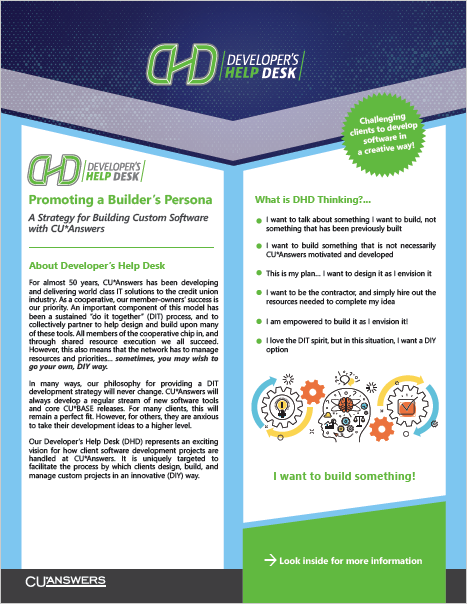 DHD DEVELOPER'S
HELP DESK
Challenging
clients to develop
software in
a creative way!
DHD DEVELOPER'S
HELP DESK
Promoting a Builder's Persona
A Strategy for Building Custom Software
with CU*Answers
About Developer's Help Desk
For almost 50 years, CU*Answers has been developing
and delivering world class IT solutions to the credit union
industry. As a cooperative, our member-owners' success is
our priority. An important component of this model has
been a sustained "do it together" (DIT) process, and to
collectively partner to help design and build upon many
of these tools. All members of the cooperative chip in, and
through shared resource execution we all succeed.
However, this also means that the network has to manage
resources and priorities... sometimes, you may wish to
go your own, DIY way.
In many ways, our philosophy for providing a DIT
development strategy will never change. CU*Answers will
always develop a regular stream of new software tools
and core CU*BASE releases. For many clients, this will
remain a perfect fit. However, for others, they are anxious
to take their development ideas to a higher level.
Our Developer's Help Desk (DHD) represents an exciting
vision for how client software development projects are
handled at CU*Answers. It is uniquely targeted to
facilitate the process by which clients design, build, and
manage custom projects in an innovative (DIY) way.
What is DHD Thinking?...
• I want to talk about something I want to build, not
something that has been previously built
• I want to build something that is not necessarily
CU*Answers motivated and developed
• This is my plan... I want to design it as I envision it
• I want to be the contractor, and simply hire out the
resources needed to complete my idea
• I am empowered to build it as I envision it!
• I love the DIT spirit, but in this situation, I want a DIY
option
I want to build something!
→ Look inside for more information
CU*ANSWERS